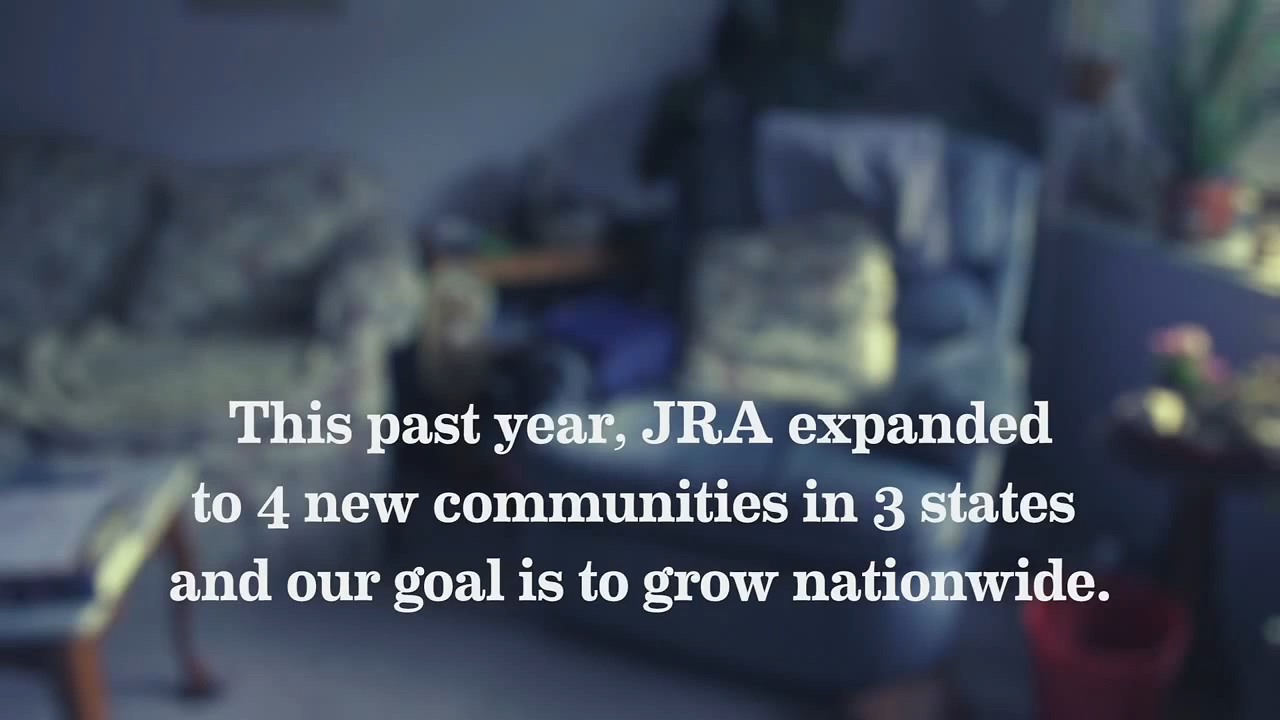 This past year, JRA expanded
to 4 new communities in 3 states
and our goal is to grow nationwide.